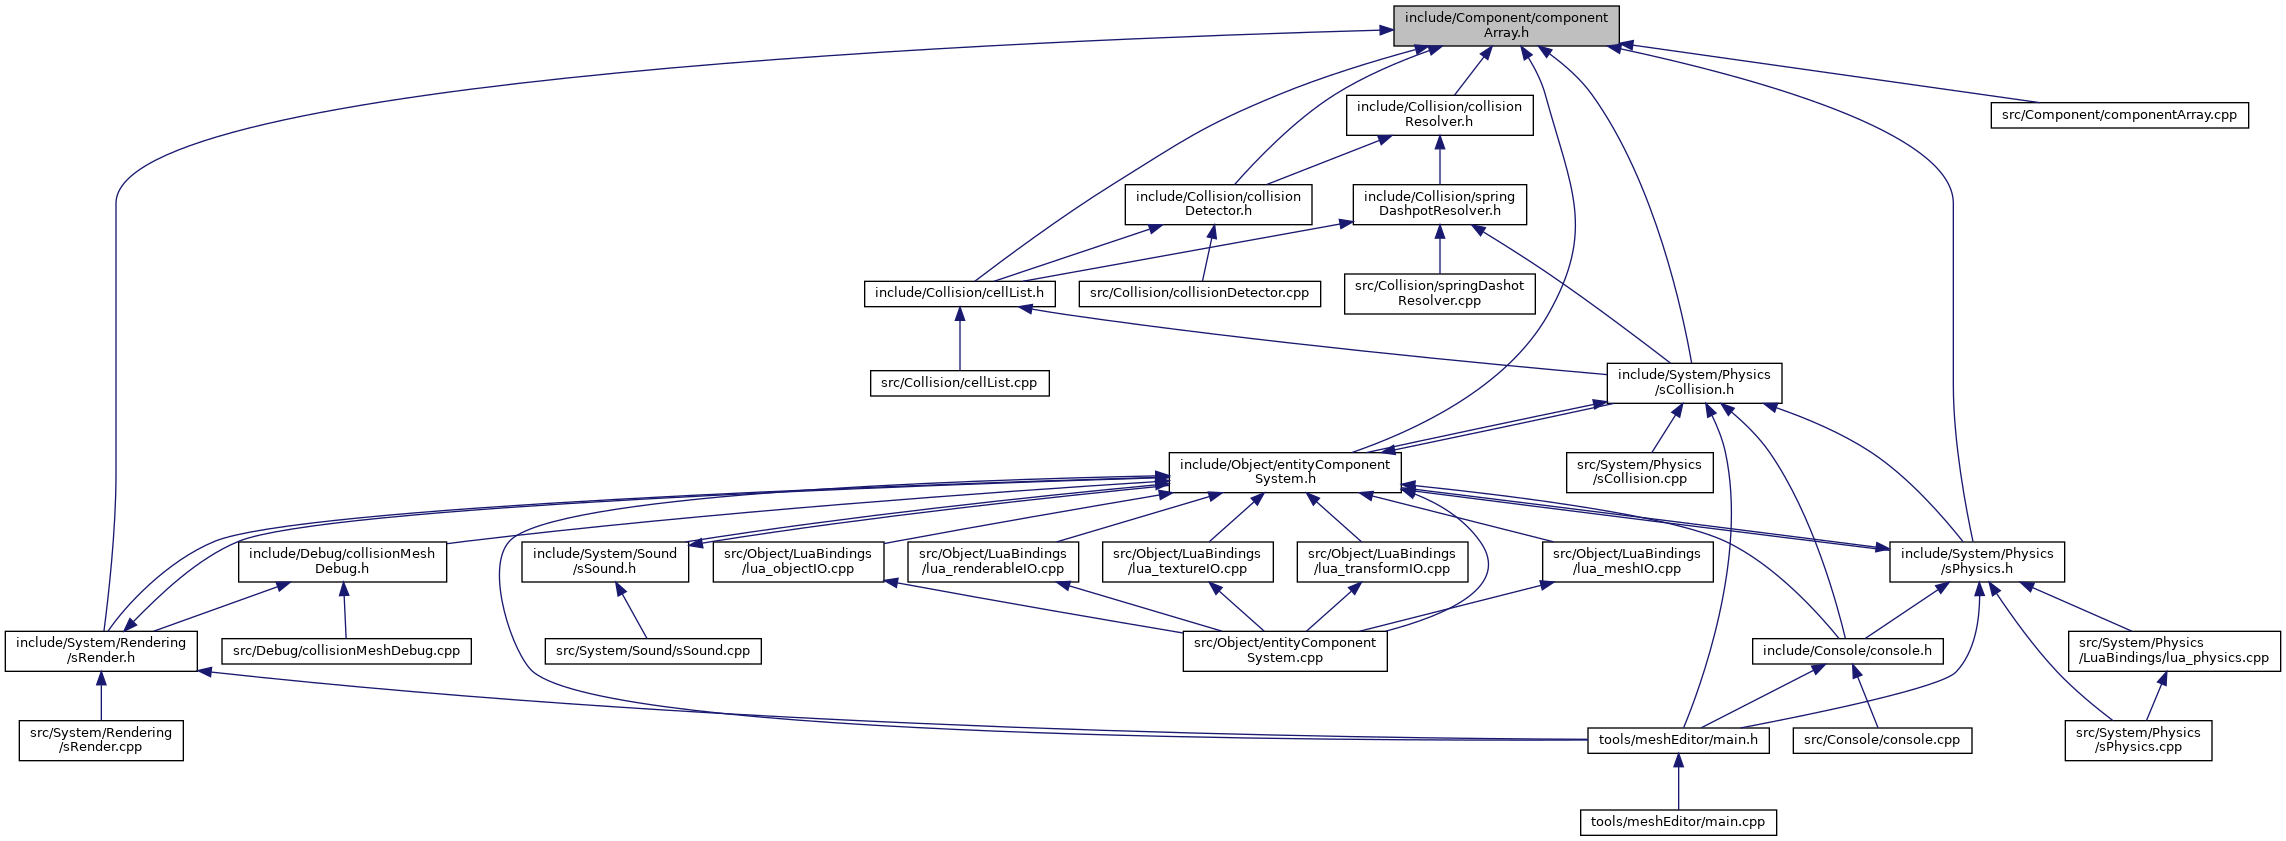 include/Component/component
Array.h
include/Collision/collision
Resolver.h
src/Component/componentArray.cpp
include/Collision/collision
Detector.h
include/Collision/spring
DashpotResolver.h
include/Collision/cellList.h
src/Collision/collisionDetector.cpp
src/Collision/springDashot
Resolver.cpp
src/Collision/cellList.cpp
include/System/Physics
/sCollision.h
include/Object/entityComponent
System.h
src/System/Physics
/sCollision.cpp
include/Debug/collisionMesh
Debug.h
include/System/Sound
/sSound.h
src/Object/LuaBindings
/lua_objectIO.cpp
src/Object/LuaBindings
/lua_renderableIO.cpp
src/Object/LuaBindings
/lua_textureIO.cpp
src/Object/LuaBindings
/lua_transformIO.cpp
src/Object/LuaBindings
/lua_meshIO.cpp
include/System/Physics
/sPhysics.h
include/System/Rendering
/sRender.h
src/Debug/collisionMeshDebug.cpp
src/System/Sound/sSound.cpp
src/Object/entityComponent
System.cpp
include/Console/console.h
src/System/Physics
/LuaBindings/lua_physics.cpp
src/System/Rendering
/sRender.cpp
tools/meshEditor/main.h
src/Console/console.cpp
src/System/Physics
/sPhysics.cpp
tools/meshEditor/main.cpp